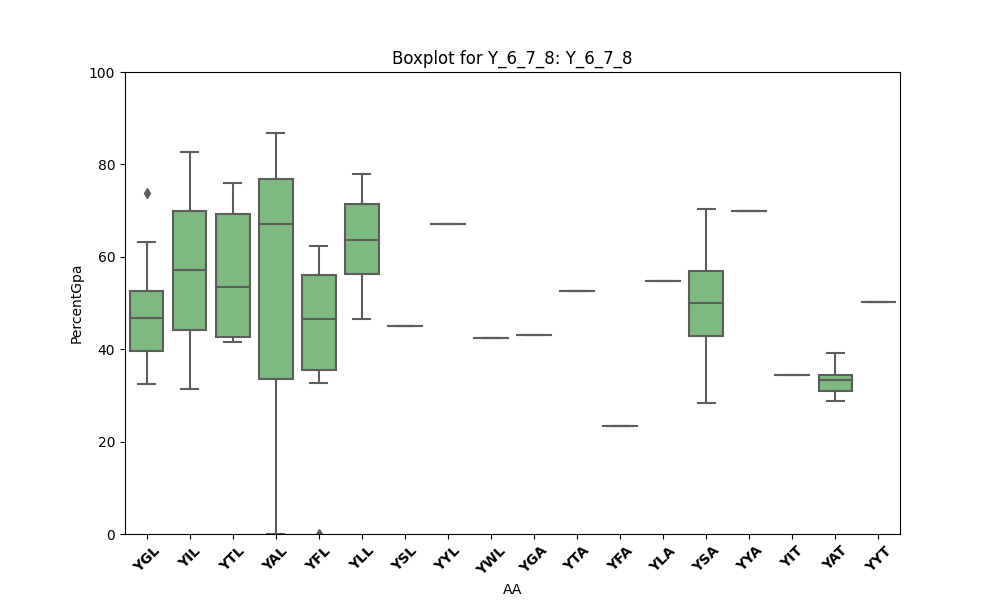 Boxplot for Y_6_7_8: Y_6_7_8
100
80
60
40
20
0
PercentGpa
YGL YIL YTL YAL YFL YLL YSL YYL YWL YGA YTA YFA YLA YSA YYA YIT YAT YYT
AA